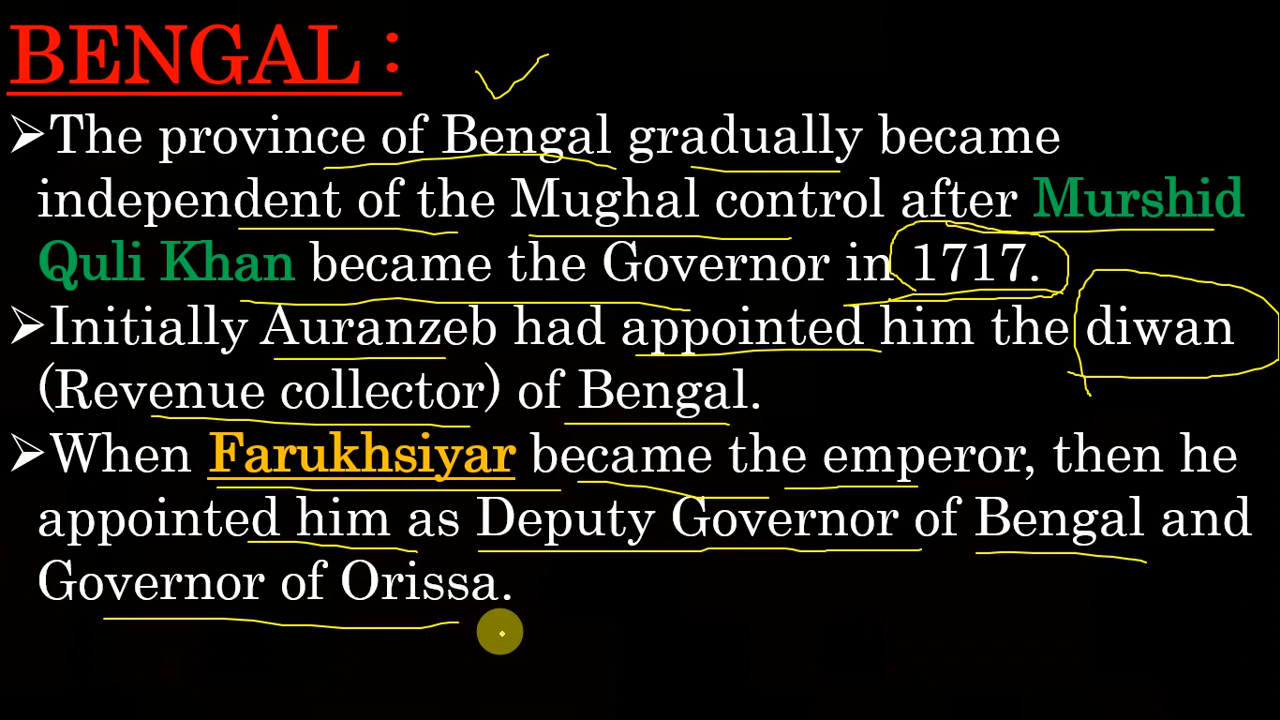 BENGAL :
➢The province of Bengal gradually became
independent of the Mughal control after Murshid
Quli Khan became the Governor in 1717.
➢Initially Auranzeb had appointed him the diwan
(Revenue collector) of Bengal.
➢When Farukhsiyar became the emperor, then he
appointed him as Deputy Governor of Bengal and
Governor of Orissa.